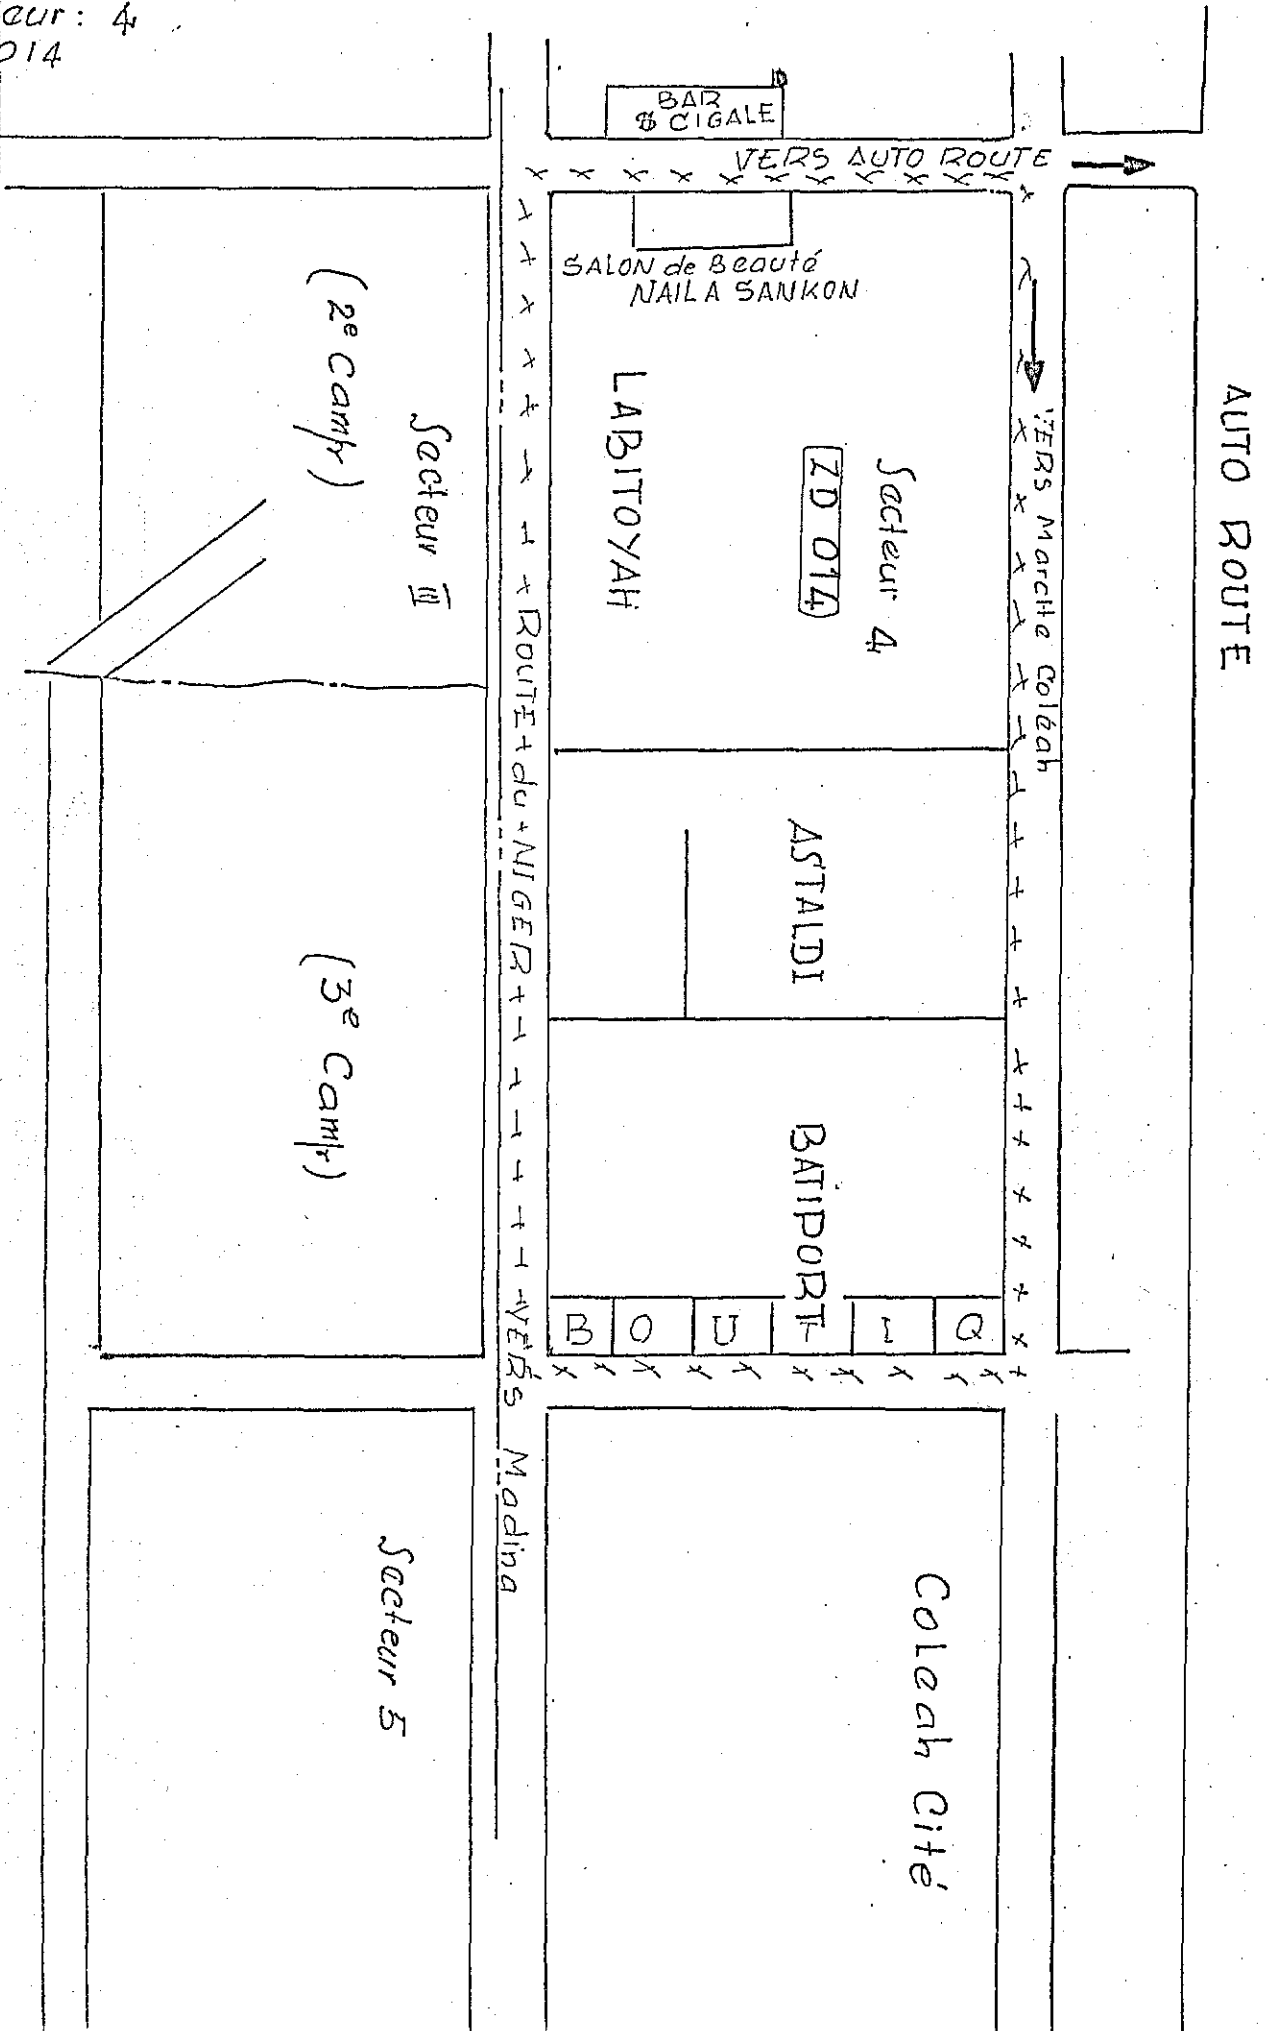 eur: 4
014
BAR
CIGALE
VERS AUTO ROUTE
SALON de Beauté
NAILA SANKON
AUTO ROUTE
VERS Marche Coléah
Secteur 4
ZD 014
LABITOYAH
(2e Camp)
Secteur III
ROUTE du NIGER
ASTALDI
(3e Camp)
BATIPORT
B O U T I Q
VERS Madina
Secteur 5
Coleah Cité